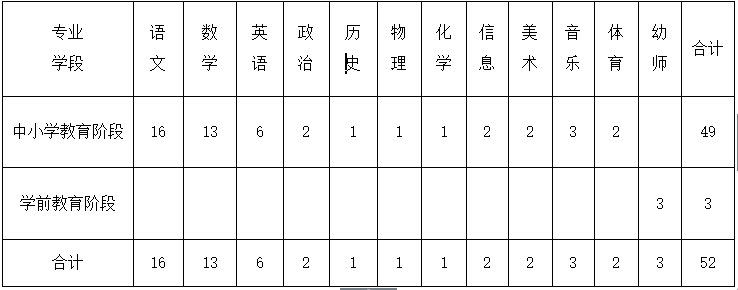 专业学段 语文 数学 英语 政治 历史 物理 化学 信息 美术 音乐 体育 幼师 合计
中小学教育阶段 16 13 6 2 1 1 1 2 2 3 2 49
学前教育阶段 3 3
合计 16 13 6 2 1 1 1 2 2 3 2 3 52